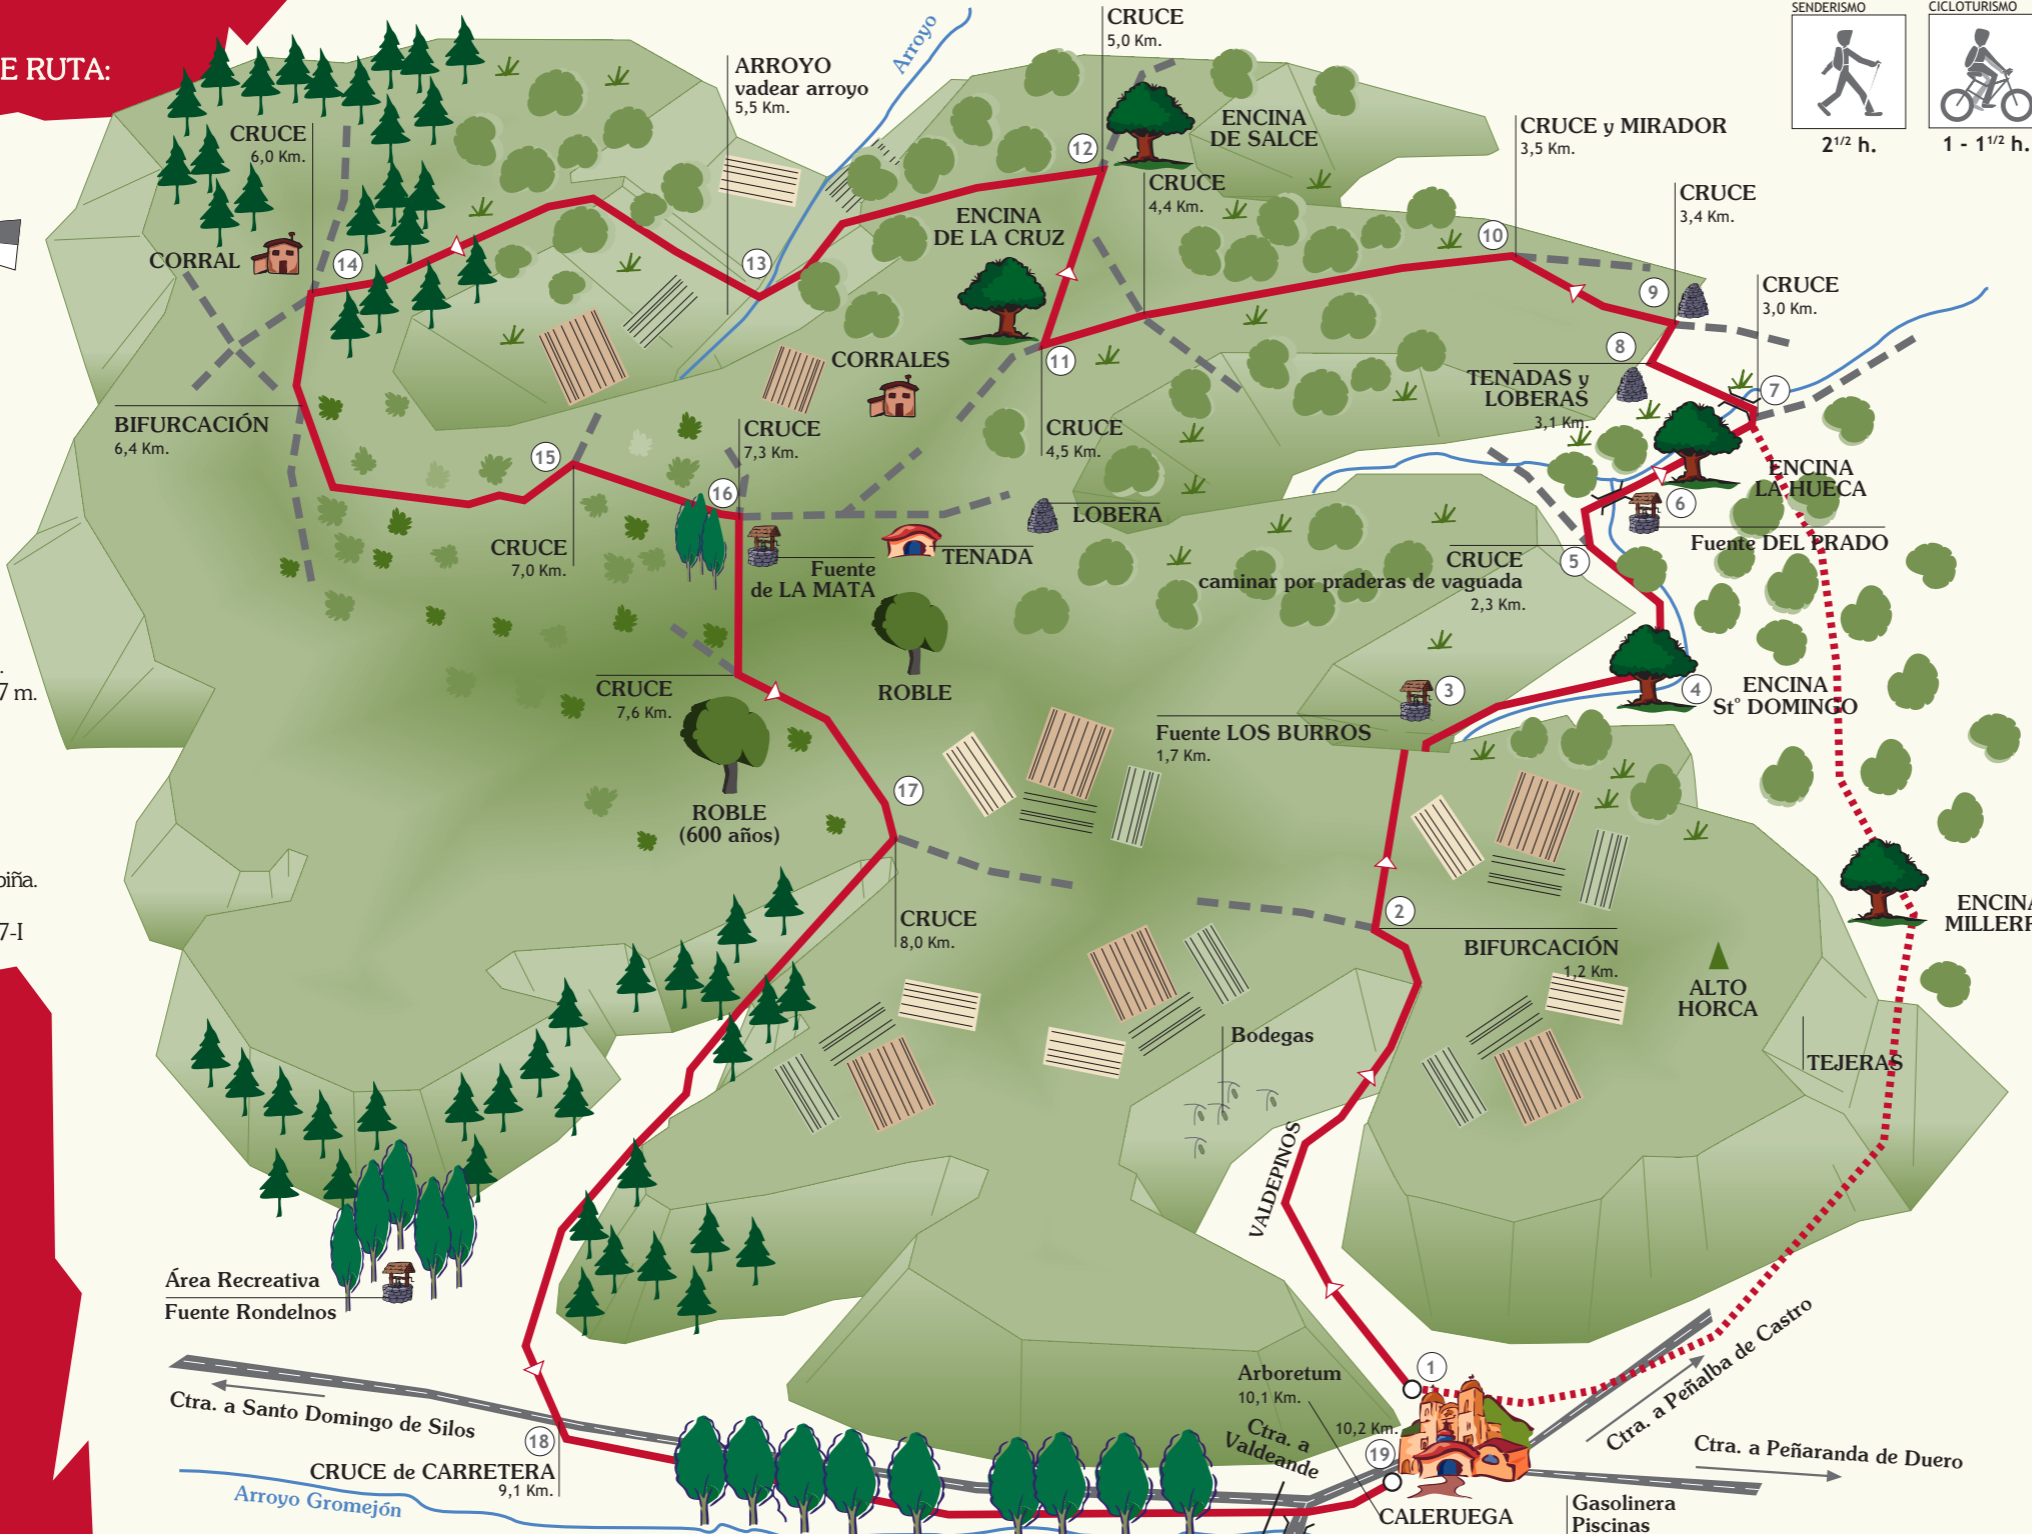 E RUTA:
SENDERISMO
2 1/2 h.
CICLOTURISMO
1 - 1 1/2 h.
CRUCE
5,0 Km.
Arroyo
ARROYO
vadear arroyo
5,5 Km.
CRUCE
6,0 Km.
ENCINA
DE SALCE
12
CRUCE y MIRADOR
3,5 Km.
CRUCE
4,4 Km.
CRUCE
3,4 Km.
ENCINA
DE LA CRUZ
10
CORRAL
14
13
9
CRUCE
3,0 Km.
8
11
CORRALES
TENADAS y
LOBERAS
3,1 Km.
7
BIFURCACIÓN
6,4 Km.
CRUCE
7,3 Km.
CRUCE
4,5 Km.
15
16
ENCINA
LA HUECA
6
LOBERA
Fuente DEL PRADO
CRUCE
7,0 Km.
TENADA
Fuente
de LA MATA
CRUCE
caminar por praderas de vaguada
2,3 Km.
5
.
7 m.
CRUCE
7,6 Km.
ROBLE
3
4
ENCINA
Stº DOMINGO
Fuente LOS BURROS
1,7 Km.
17
ROBLE
(600 años)
piña.
7-I
CRUCE
8,0 Km.
2
BIFURCACIÓN
1,2 Km.
ALTO
HORCA
TEJERAS
Bodegas
VALDEPINOS
Área Recreativa
Fuente Rondelnos
Ctra. a Santo Domingo de Silos
18
CRUCE de CARRETERA
9,1 Km.
Arroyo Gromejón
Arboretum
10,1 Km.
Ctra. a
Valdeande
1
10,2 Km.
19
CALERUEGA
Ctra. a Peñalba de Castro
Ctra. a Peñaranda de Duero
Gasolinera
Piscinas